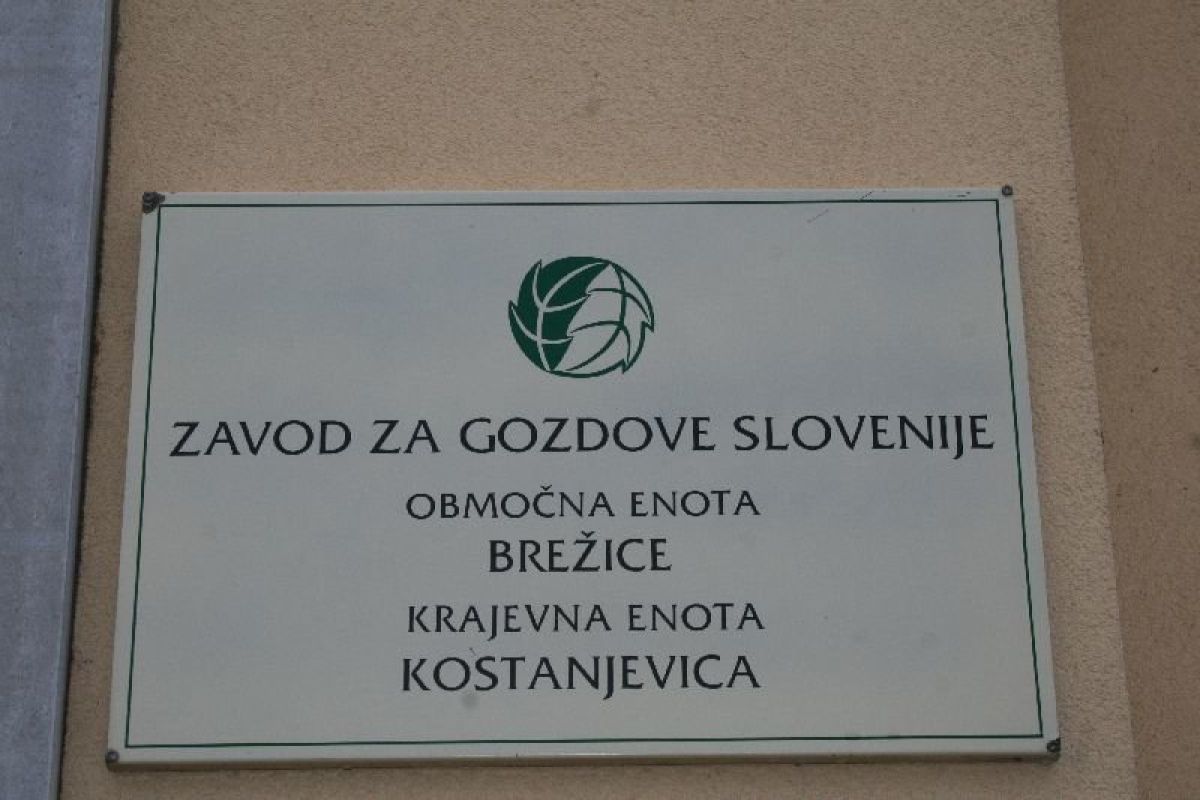 ZAVOD ZA GOZDOVE SLOVENIJE
OBMOČNA ENOTA
BREŽICE
KRAJEVNA ENOTA
KOSTANJEVICA